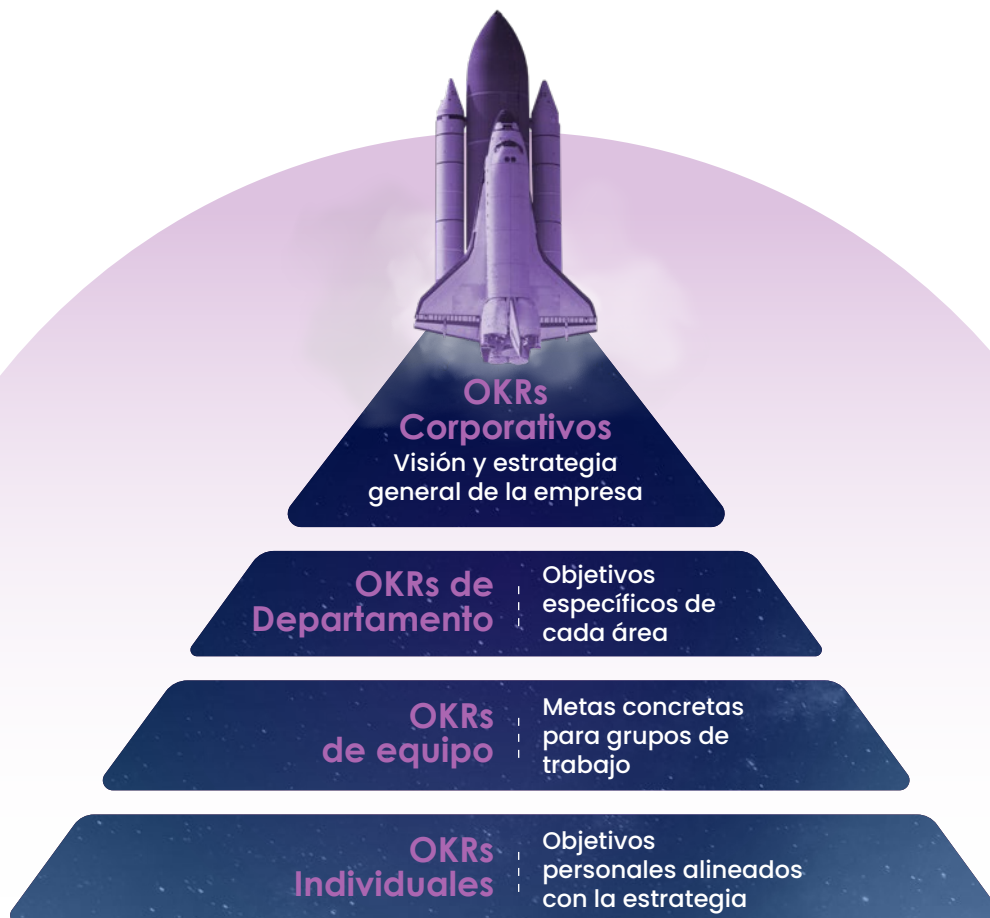 OKRs
Corporativos
Visión y estrategia
general de la empresa
OKRs de
Departamento
Objetivos
específicos de
cada área
OKRs
de equipo
Metas concretas
para grupos de
trabajo
OKRs
Individuales
Objetivos
personales alineados
con la estrategia